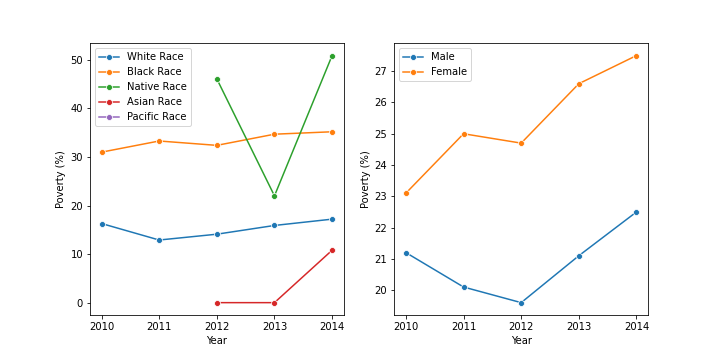 White Race
Black Race
Native Race
Asian Race
Pacific Race
Poverty (%)
50
40
30
20
10
0
2010 2011 2012 2013 2014
Year
Male
Female
Poverty (%)
27
26
25
24
23
22
21
20
2010 2011 2012 2013 2014
Year